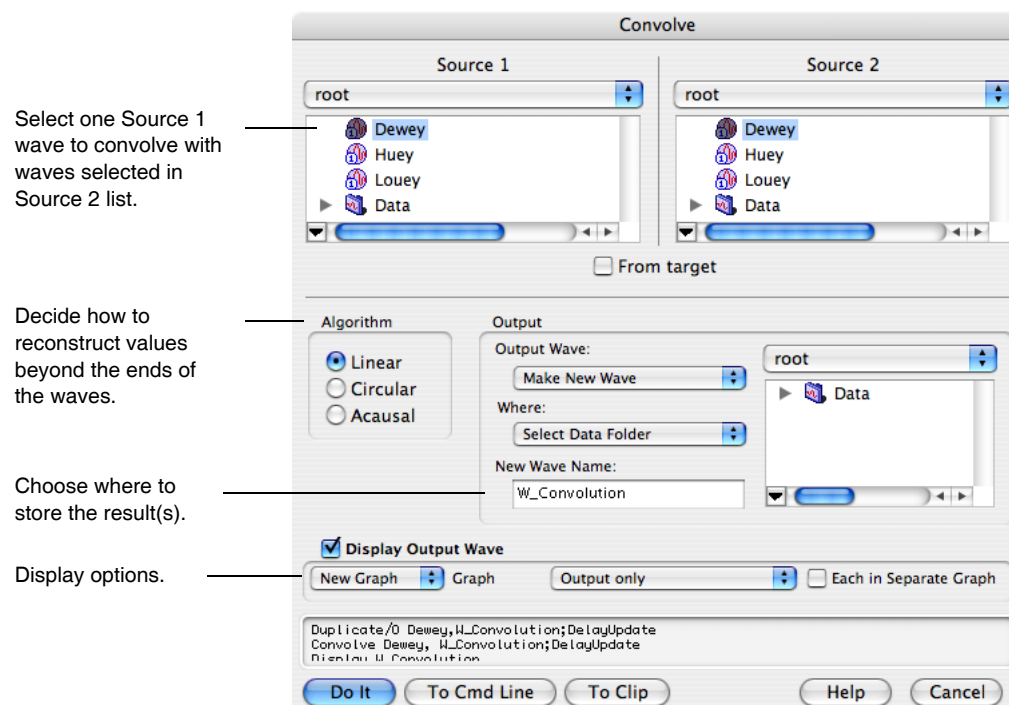 Convolve
Source 1
Source 2
root
root
Select one Source 1
wave to convolve with
waves selected in
Source 2 list.
Dewey
Huey
Louey
Data
Dewey
Huey
Louey
Data
From target
Decide how to
reconstruct values
beyond the ends of
the waves.
Algorithm
Linear
Circular
Acausal
Output
Output Wave:
Make New Wave
Where:
Select Data Folder
New Wave Name:
W_Convolution
root
Data
Choose where to
store the result(s).
Display Output Wave
Display options.
New Graph
Graph
Output only
Each in Separate Graph
Duplicate/O Dewey,W_Convolution;DelayUpdate
Convolve Dewey, W_Convolution;DelayUpdate
Display W_Convolution
Do It
To Cmd Line
To Clip
Help
Cancel